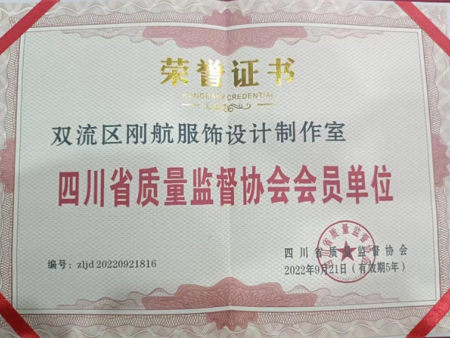 荣誉证书
HONORARY CREDENTIAL
双流区刚航服饰设计制作室
四川省质量监督协会会员单位
四川省质量监督协会
编号：zljd 20220921816
2022年9月21日（有效期5年）